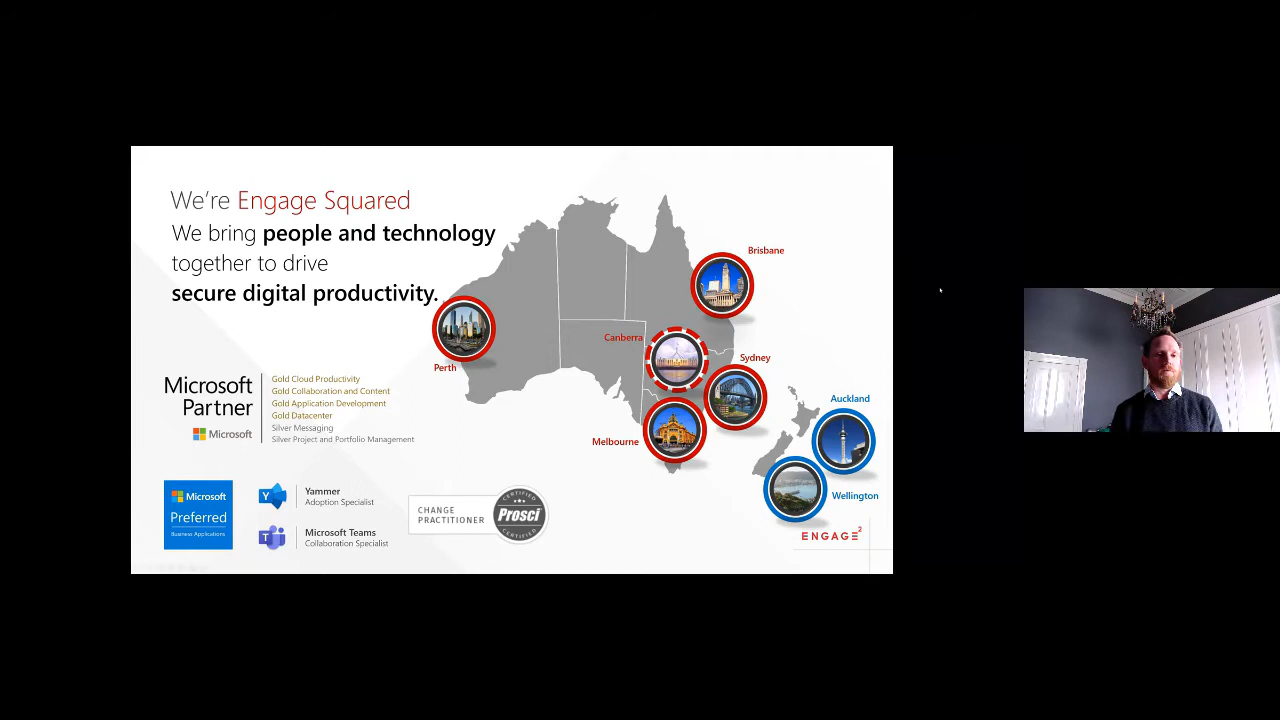 We're Engage Squared
We bring people and technology
together to drive
secure digital productivity.
Brisbane
Canberra
Sydney
Perth
Melbourne
Auckland
Wellington
Microsoft
Partner
Microsoft
Gold Cloud Productivity
Gold Collaboration and Content
Gold Application Development
Gold Datacenter
Silver Messaging
Silver Project and Portfolio Management
Microsoft
Preferred
Business Applications
Y
Yammer
Adoption Specialist
T
Microsoft Teams
Collaboration Specialist
CHANGE
PRACTITIONER
CERTIFIED
Prosci
CERTIFIED
ENGAGE2